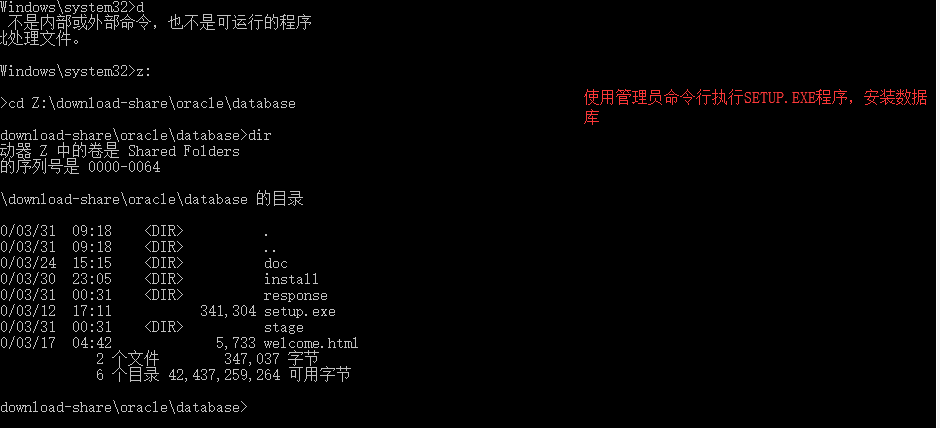 Windows\system32>d
不是内部或外部命令，也不是可运行的程序
处理文件。
Windows\system32>z:
>cd Z:\download-share\oracle\database
使用管理员命令行执行SETUP.EXE程序，安装数据
库
download-share\oracle\database>dir
动器 Z 中的卷是 Shared Folders
的序列号是 0000-0064
\download-share\oracle\database 的目录
0/03/31  09:18    <DIR>          .
0/03/31  09:18    <DIR>          ..
0/03/24  15:15    <DIR>          doc
0/03/30  23:05    <DIR>          install
0/03/31  00:31    <DIR>          response
0/03/12  17:11           341,304 setup.exe
0/03/31  00:31    <DIR>          stage
0/03/17  04:42             5,733 welcome.html
2 个文件        347,037 字节
6 个目录 42,437,259,264 可用字节
download-share\oracle\database>